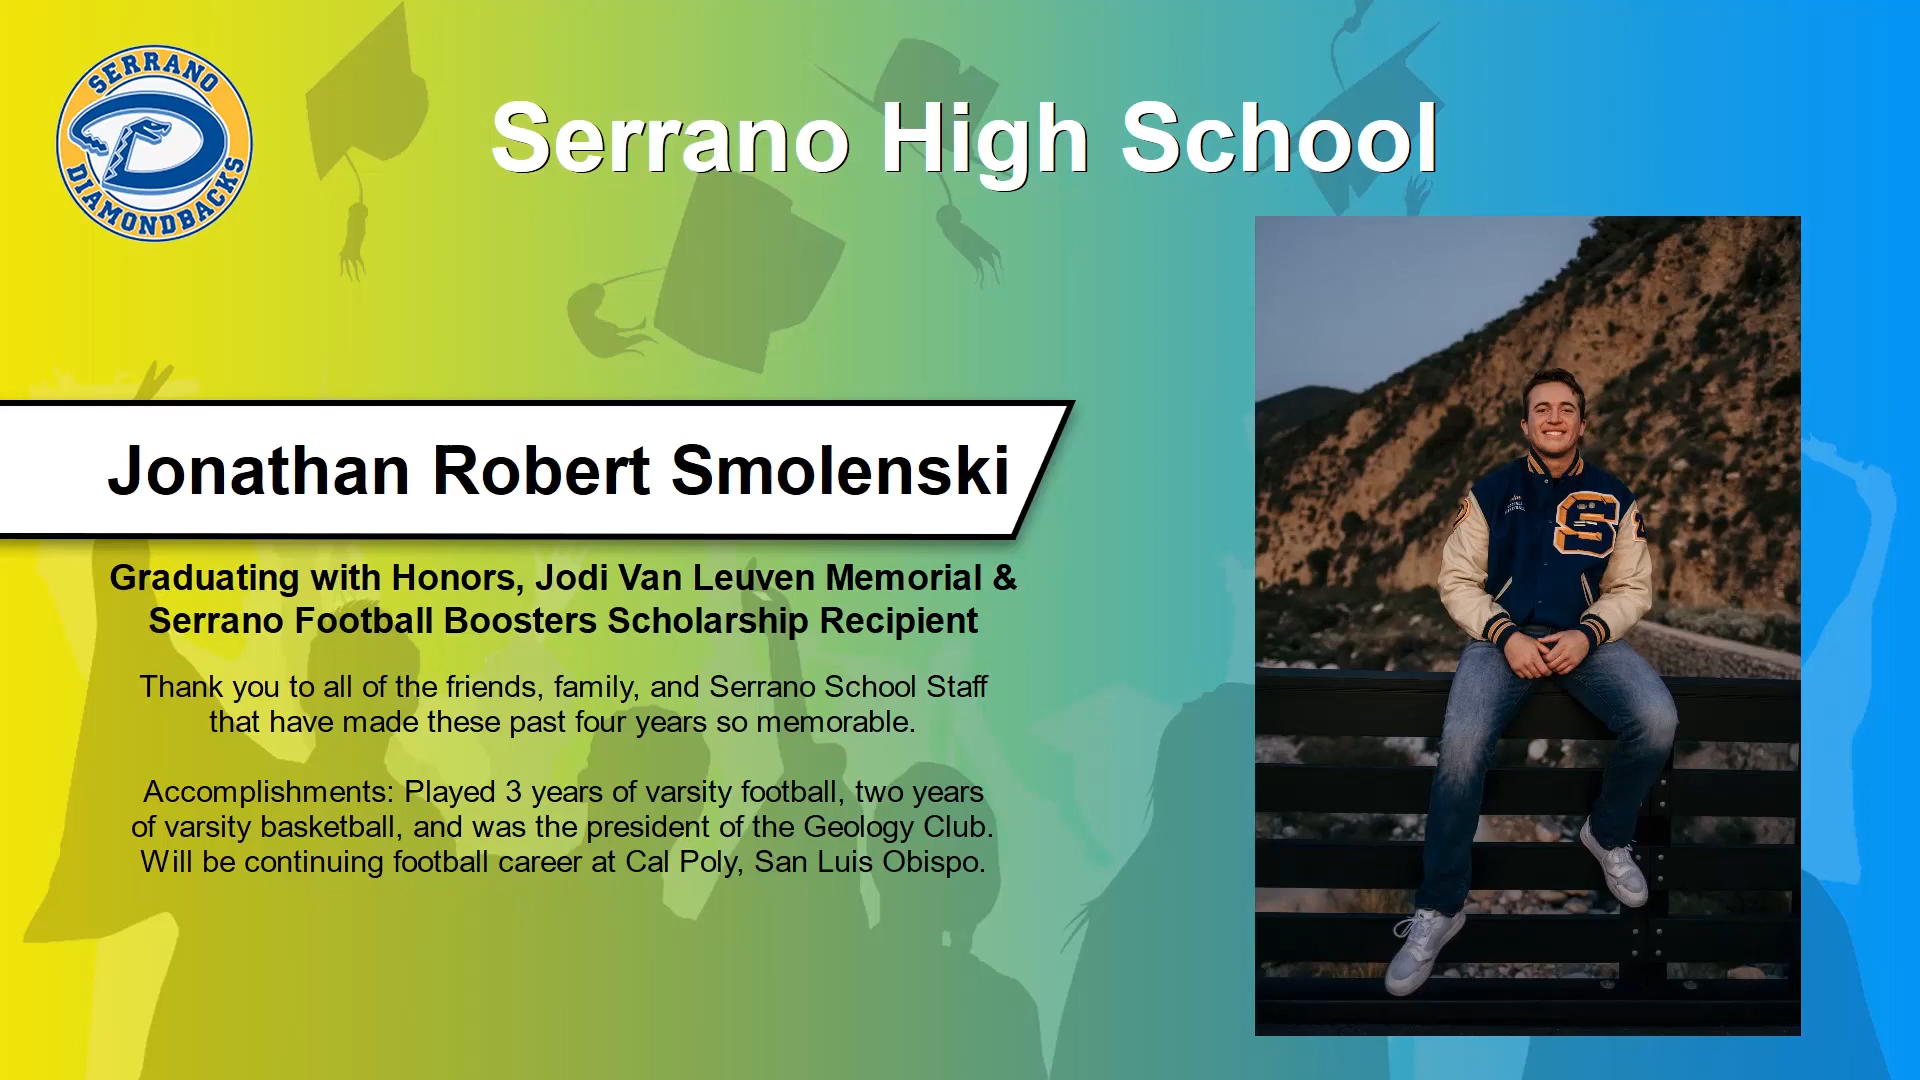 SERRANO
DIAMONDBACKS
Serrano High School
Jonathan Robert Smolenski
Graduating with Honors, Jodi Van Leuven Memorial &
Serrano Football Boosters Scholarship Recipient
Thank you to all of the friends, family, and Serrano School Staff
that have made these past four years so memorable.
Accomplishments: Played 3 years of varsity football, two years
of varsity basketball, and was the president of the Geology Club.
Will be continuing football career at Cal Poly, San Luis Obispo.
S